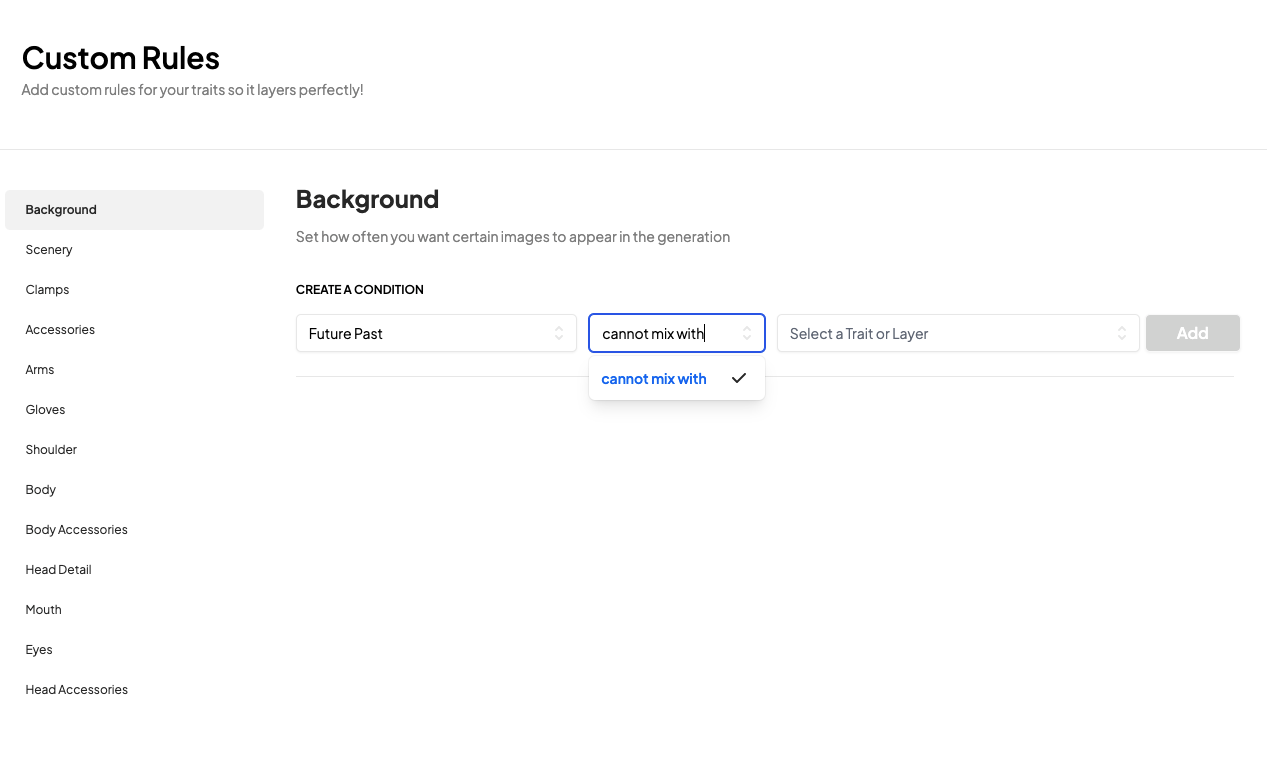 Custom Rules
Add custom rules for your traits so it layers perfectly!
Background
Scenery
Clamps
Accessories
Arms
Gloves
Shoulder
Body
Body Accessories
Head Detail
Mouth
Eyes
Head Accessories
Background
Set how often you want certain images to appear in the generation
CREATE A CONDITION
Future Past
cannot mix with
Select a Trait or Layer
Add
cannot mix with